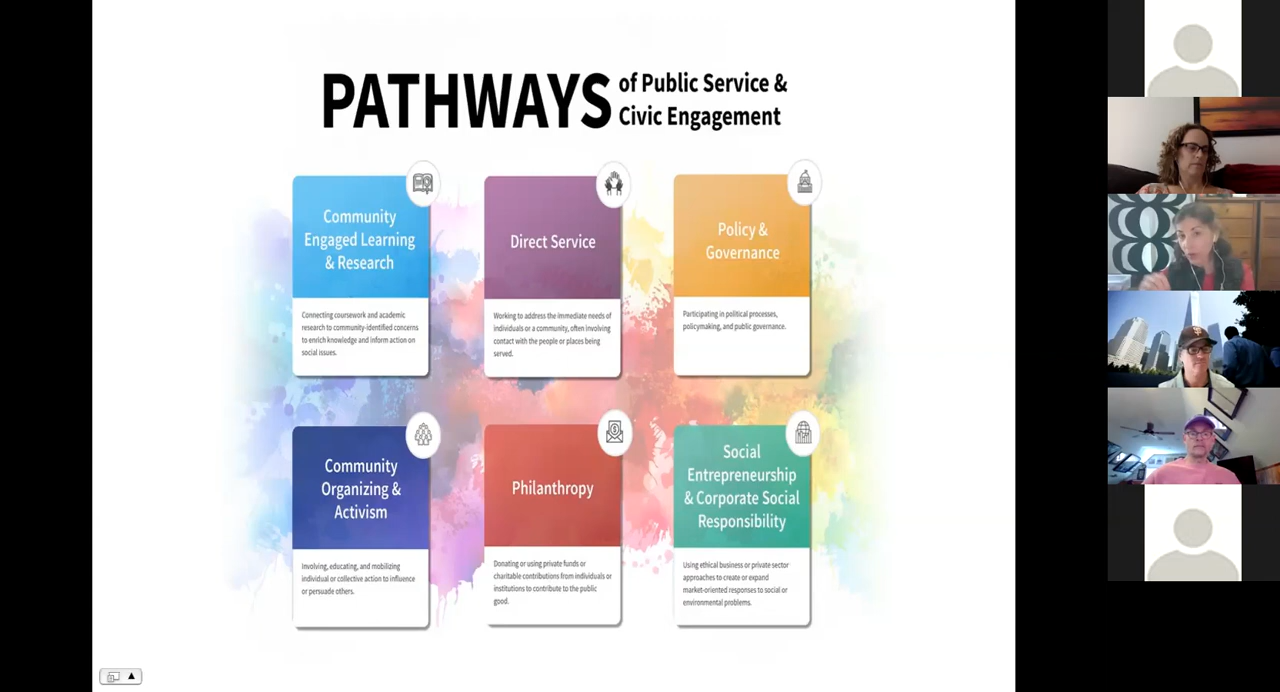 PATHWAYS of Public Service &
Civic Engagement
Community
Engaged Learning
& Research
Connecting coursework and academic
research to community-identified concerns
to enrich knowledge and inform action on
social issues.
Direct Service
Working to address the immediate needs of
individuals or a community, often involving
contact with the people or places being
served.
Policy &
Governance
Participating in political processes,
policymaking, and public governance.
Community
Organizing &
Activism
Involving, educating, and mobilizing
individual or collective action to influence
or persuade others.
Philanthropy
Donating or using private funds or
charitable contributions from individuals or
institutions to contribute to the public
good.
Social
Entrepreneurship
& Corporate Social
Responsibility
Using ethical business or private sector
approaches to create or expand
market-oriented responses to social or
environmental problems.